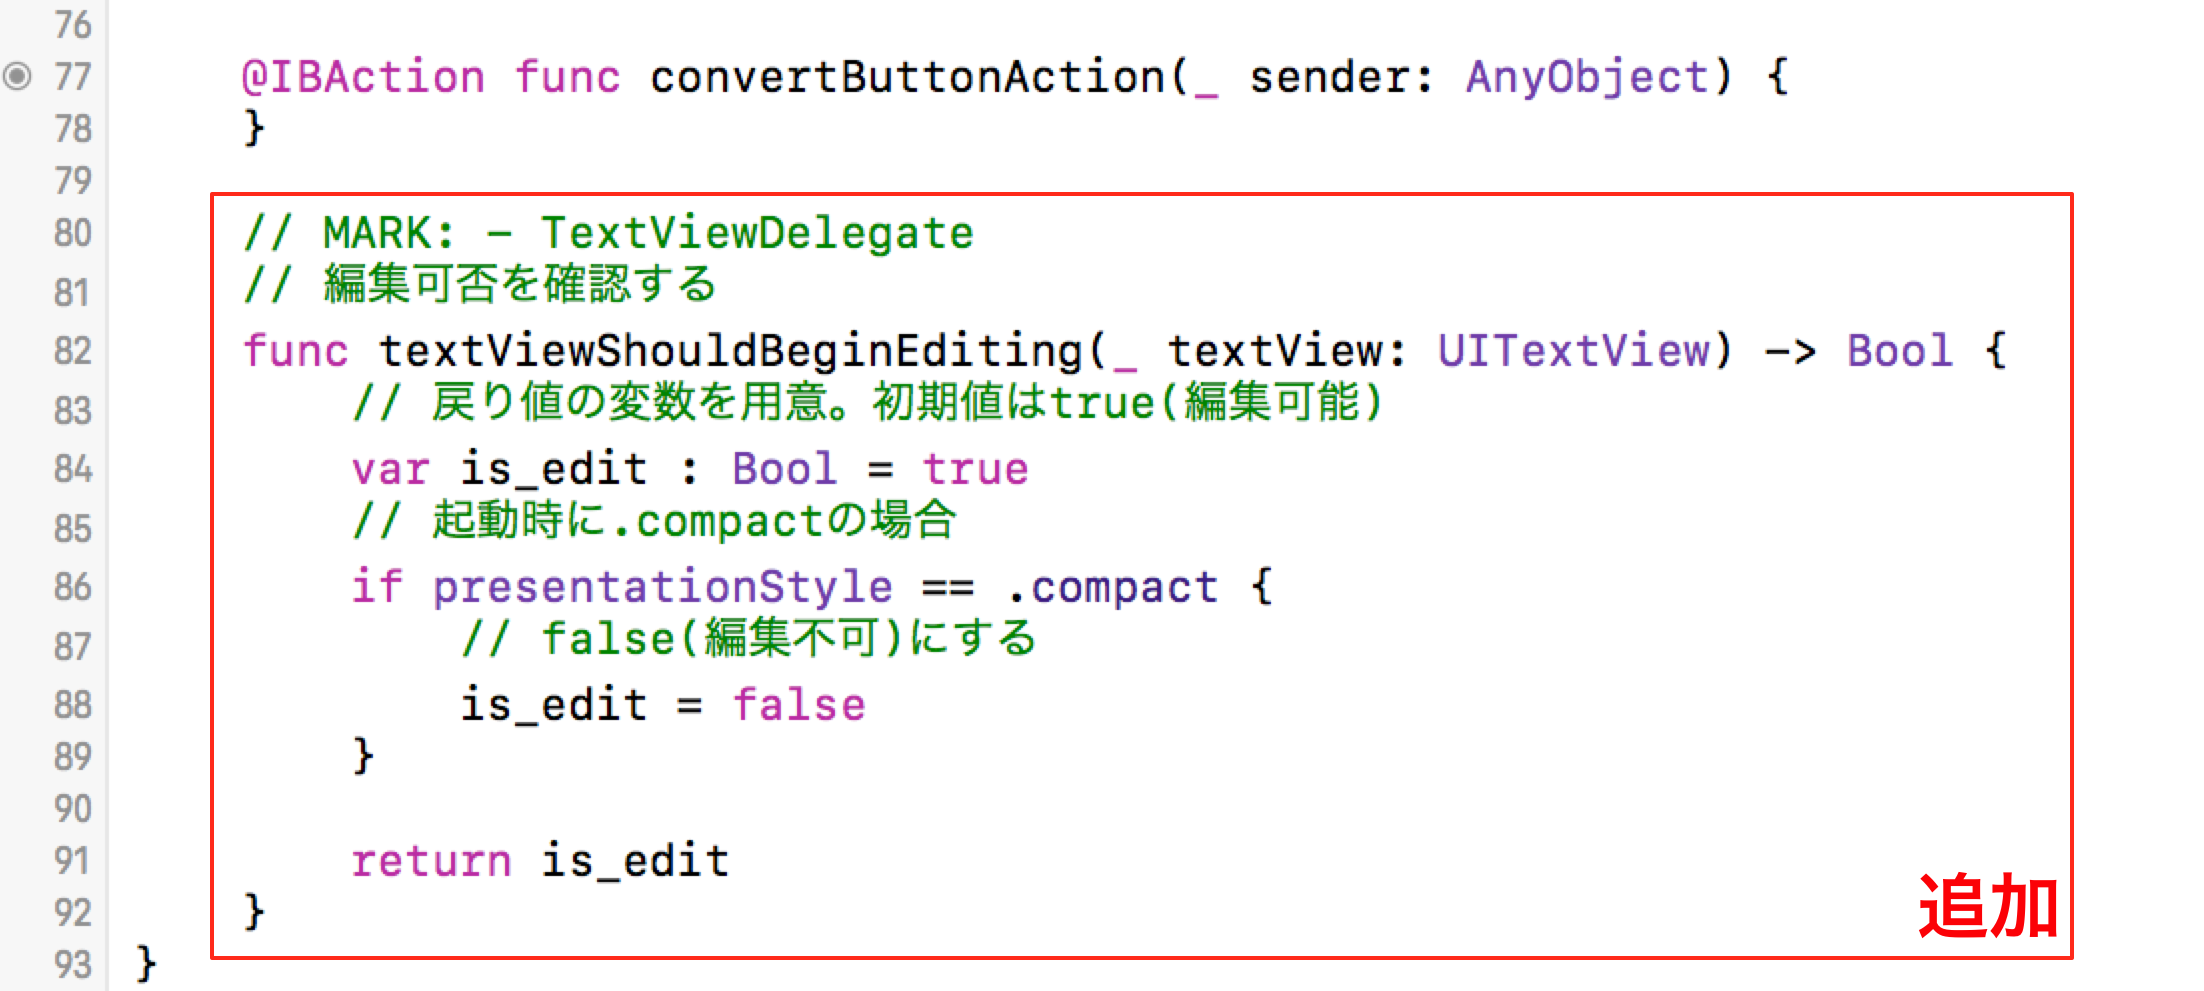 76
77 @IBAction func convertButtonAction(_ sender: AnyObject) {
78 }
79
80 // MARK: - TextViewDelegate
81 // 編集可否を確認する
82 func textViewShouldBeginEditing(_ textView: UITextView) -> Bool {
83 // 戻り値の変数を用意。初期値はtrue(編集可能)
84 var is_edit : Bool = true
85 // 起動時に.compactの場合
86 if presentationStyle == .compact {
87 // false(編集不可)にする
88 is_edit = false
89 }
90
91 return is_edit
92 }
追加
93 }